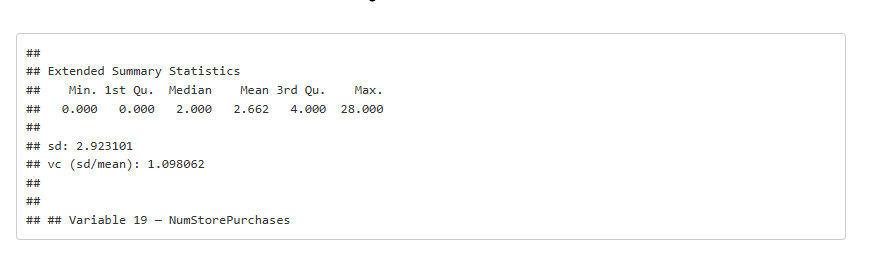 ##
## Extended Summary Statistics
##    Min. 1st Qu.  Median    Mean 3rd Qu.    Max.
##   0.000   0.000   2.000   2.662   4.000  28.000
##
## sd: 2.923101
## vc (sd/mean): 1.098062
##
##
## ## Variable 19 — NumStorePurchases